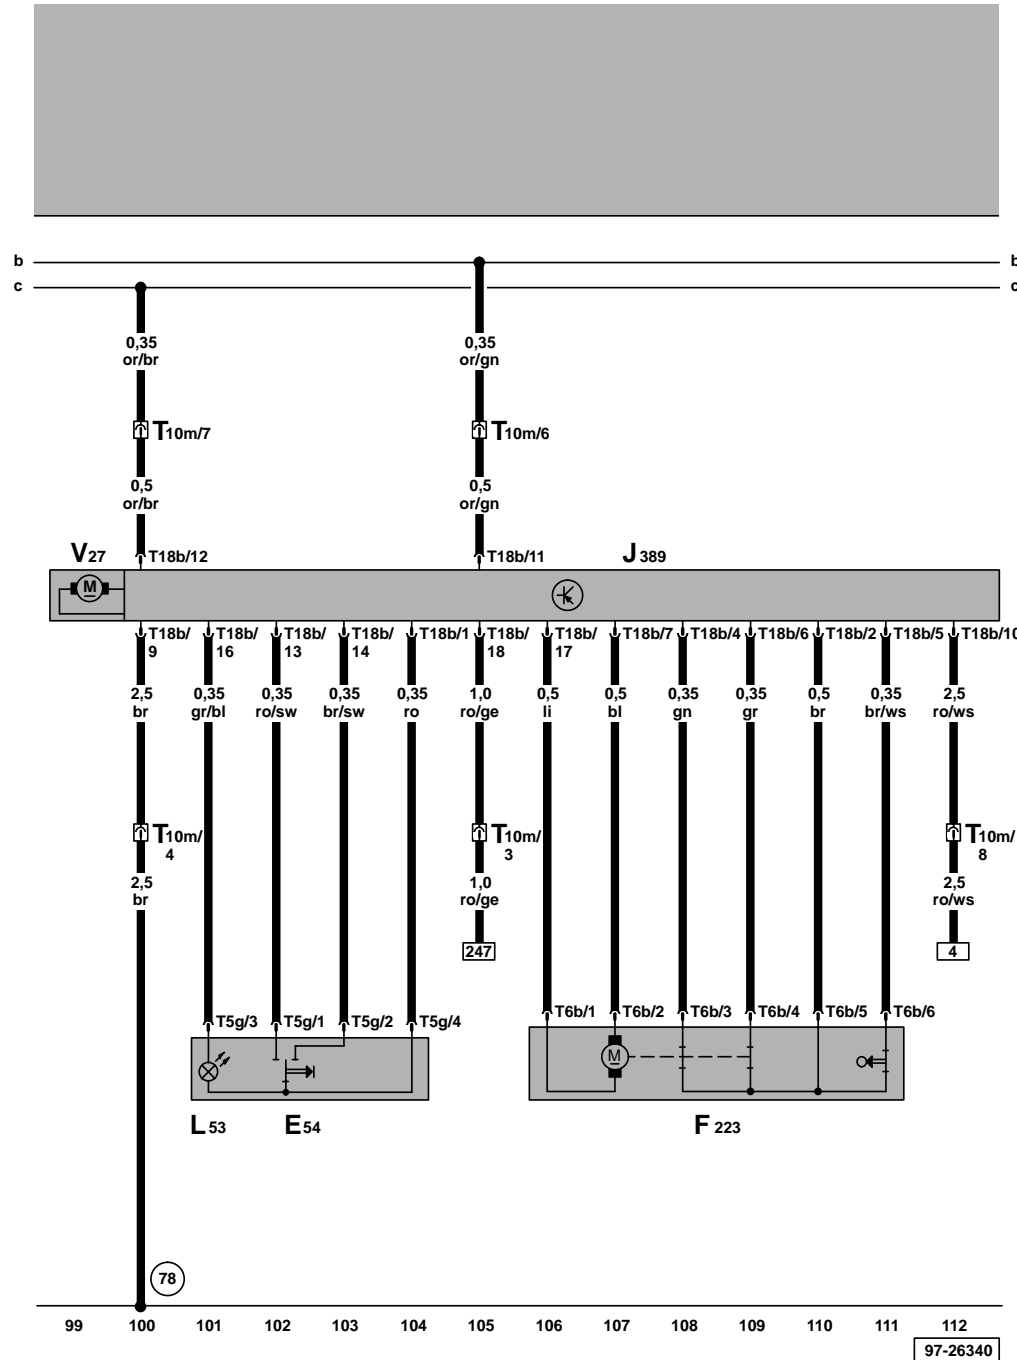 b b
c c
0,35 0,35
or/br or/gn
T10m/7 T10m/6
0,5 0,5
or/br or/gn
V27 T18b/12 T18b/11 J389
M
T18b/ T18b/ T18b/ T18b/ T18b/1 T18b/ T18b/ T18b/7 T18b/4 T18b/6 T18b/2 T18b/5 T18b/10
9 16 13 14 18 17
2,5 0,35 0,35 0,35 0,35 1,0 0,5 0,5 0,35 0,35 0,5 0,35 2,5
br gr/bl ro/sw br/sw ro ro/ge li bl gn gr br br/ws ro/ws
T10m/ T10m/ T10m/
4 3 8
2,5 1,0 2,5
br ro/ge ro/ws
247 4
T5g/3 T5g/1 T5g/2 T5g/4 T6b/1 T6b/2 T6b/3 T6b/4 T6b/5 T6b/6
M
L53 E54 F223
78
99 100 101 102 103 104 105 106 107 108 109 110 111 112
97-26340